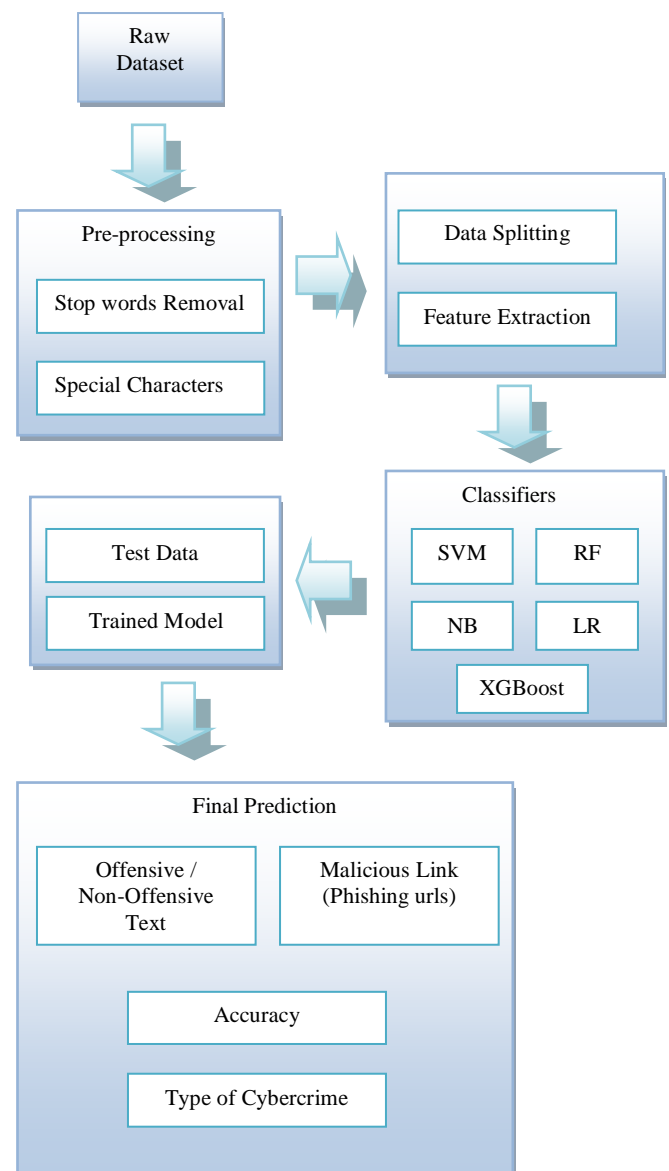 Raw
Dataset
Pre-processing
Stop words Removal
Special Characters
Data Splitting
Feature Extraction
Classifiers
SVM
RF
NB
LR
XGBoost
Test Data
Trained Model
Final Prediction
Offensive /
Non-Offensive
Text
Malicious Link
(Phishing urls)
Accuracy
Type of Cybercrime